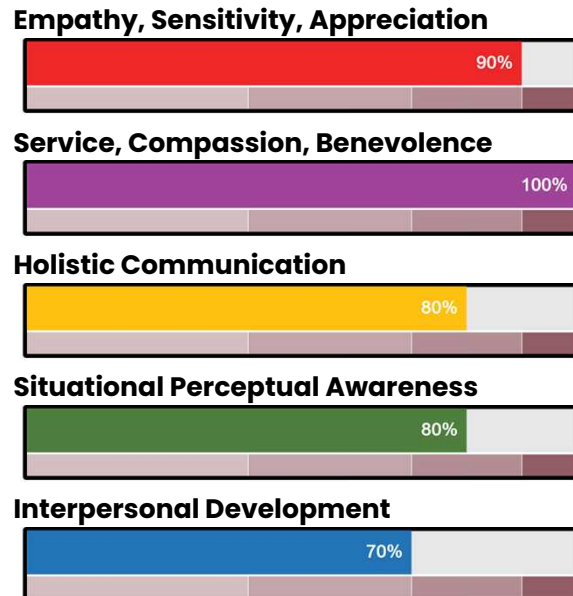 Empathy, Sensitivity, Appreciation
90%
Service, Compassion, Benevolence
100%
Holistic Communication
80%
Situational Perceptual Awareness
80%
Interpersonal Development
70%